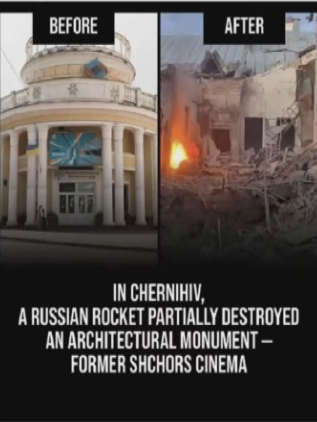 BEFORE
AFTER
IN CHERNIHIV,
A RUSSIAN ROCKET PARTIALLY DESTROYED
AN ARCHITECTURAL MONUMENT –
FORMER SHCHORS CINEMA